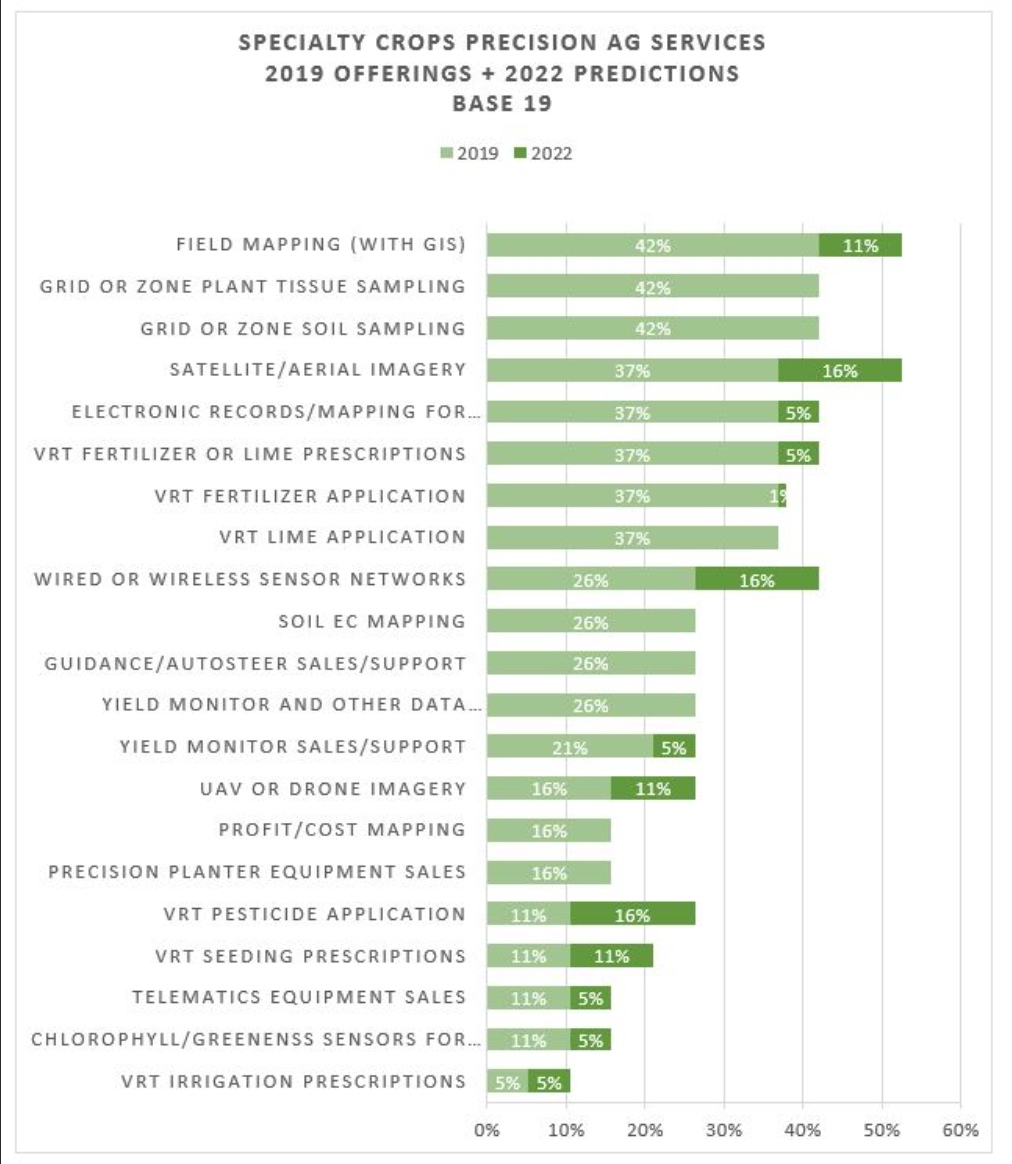 SPECIALTY CROPS PRECISION AG SERVICES
2019 OFFERINGS + 2022 PREDICTIONS
BASE 19
2019 2022
FIELD MAPPING (WITH GIS) 42% 11%
GRID OR ZONE PLANT TISSUE SAMPLING 42%
GRID OR ZONE SOIL SAMPLING 42%
SATELLITE/AERIAL IMAGERY 37% 16%
ELECTRONIC RECORDS/MAPPING FOR... 37% 5%
VRT FERTILIZER OR LIME PRESCRIPTIONS 37% 5%
VRT FERTILIZER APPLICATION 37% 1%
VRT LIME APPLICATION 37%
WIRED OR WIRELESS SENSOR NETWORKS 26% 16%
SOIL EC MAPPING 26%
GUIDANCE/AUTOSTEER SALES/SUPPORT 26%
YIELD MONITOR AND OTHER DATA... 26%
YIELD MONITOR SALES/SUPPORT 21% 5%
UAV OR DRONE IMAGERY 16% 11%
PROFIT/COST MAPPING 16%
PRECISION PLANTER EQUIPMENT SALES 16%
VRT PESTICIDE APPLICATION 11% 16%
VRT SEEDING PRESCRIPTIONS 11% 11%
TELEMATICS EQUIPMENT SALES 11% 5%
CHLOROPHYLL/GREENENSS SENSORS FOR... 11% 5%
VRT IRRIGATION PRESCRIPTIONS 5% 5%
0% 10% 20% 30% 40% 50% 60%